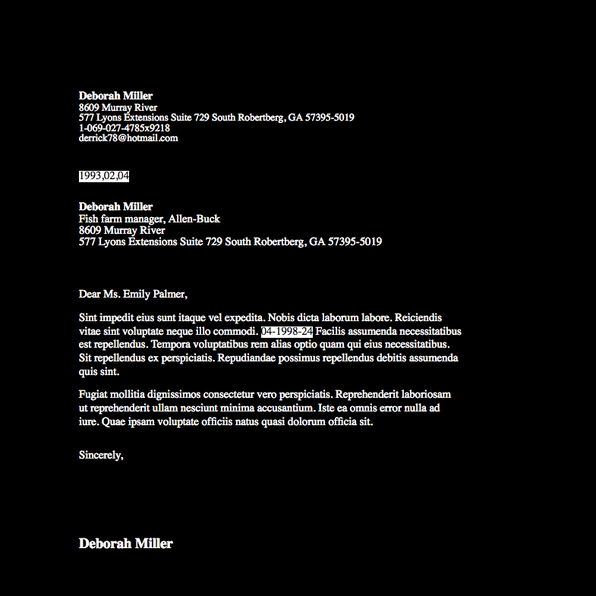 Deborah Miller
8609 Murray River
577 Lyons Extensions Suite 729 South Robertberg, GA 57395-5019
1-069-027-4785x9218
derrick78@hotmail.com
1993,02,04
Deborah Miller
Fish farm manager, Allen-Buck
8609 Murray River
577 Lyons Extensions Suite 729 South Robertberg, GA 57395-5019
Dear Ms. Emily Palmer,
Sint impedit eius sunt itaque vel expedita. Nobis dicta laborum labore. Reiciendis
vitae sint voluptate neque illo commodi. 04-1998-24 Facilis assumenda necessitatibus
est repellendus. Tempora voluptatibus rem alias optio quam qui eius necessitatibus.
Sit repellendus ex perspiciatis. Repudiandae possimus repellendus debitis assumenda
quis sint.
Fugiat mollitia dignissimos consectetur vero perspiciatis. Reprehenderit laboriosam
ut reprehenderit ullam nesciunt minima accusantium. Iste ea omnis error nulla ad
iure. Quae ipsam voluptate officiis natus quasi dolorum officia sit.
Sincerely,
Deborah Miller